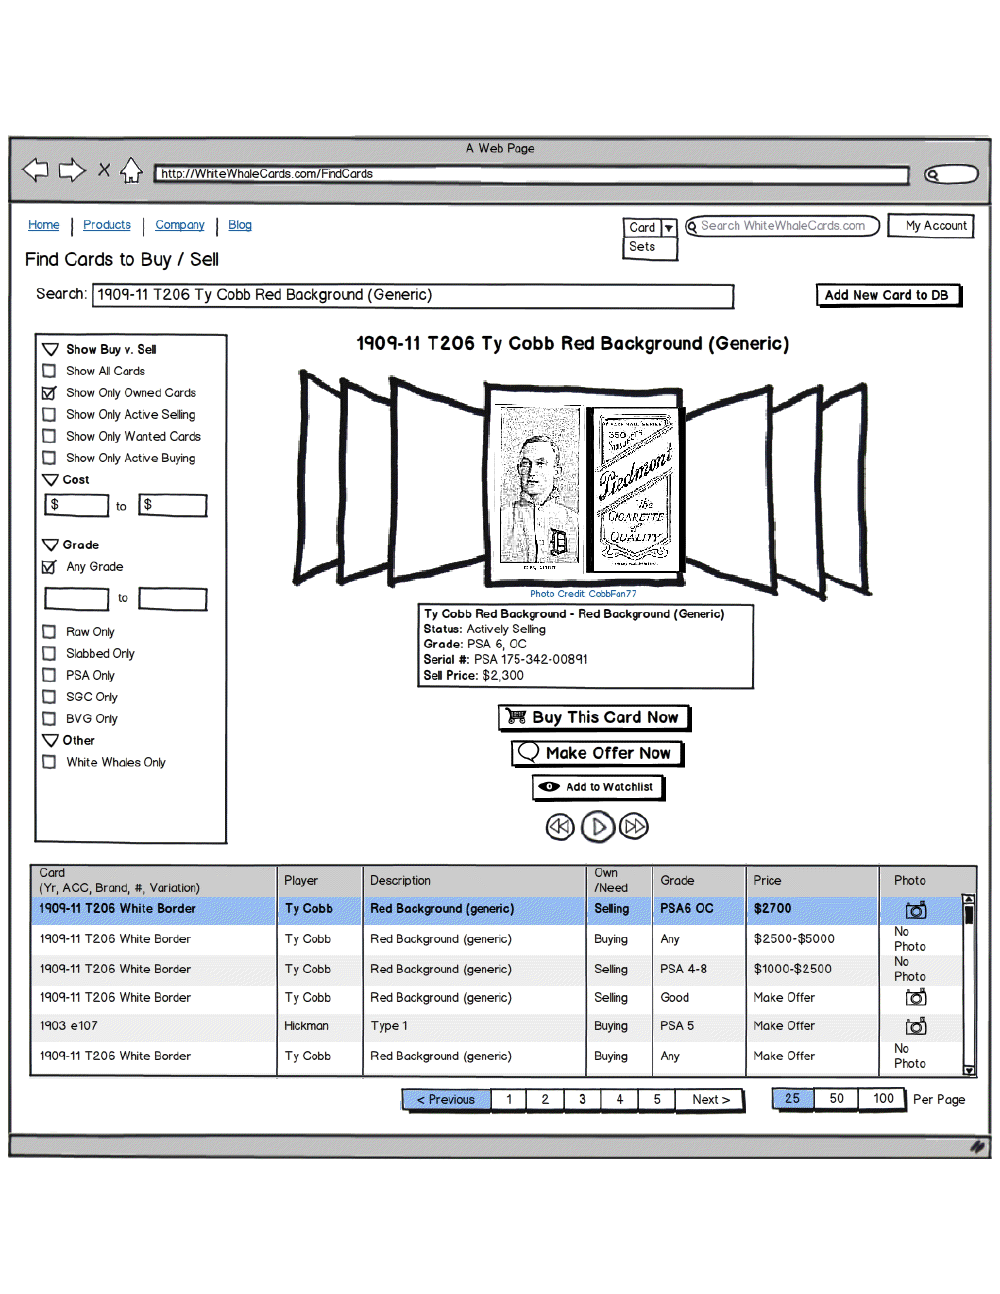 A Web Page
http://WhiteWhaleCards.com/FindCards
Home Products Company Blog
Card
Search WhiteWhaleCards.com
My Account
Sets
Find Cards to Buy / Sell
Search: 1909-11 T206 Ty Cobb Red Background (Generic)
Add New Card to DB
Show Buy v. Sell
Show All Cards
Show Only Owned Cards
Show Only Active Selling
Show Only Wanted Cards
Show Only Active Buying
Cost
$ to $
Grade
Any Grade
to
Raw Only
Slabbed Only
PSA Only
SGC Only
BVG Only
Other
White Whales Only
1909-11 T206 Ty Cobb Red Background (Generic)
350
Piedmont
The
CIGARETTE
of
QUALITY
Photo Credit: CobbFan77
Ty Cobb Red Background - Red Background (Generic)
Status: Actively Selling
Grade: PSA 6, OC
Serial #: PSA 175-342-00891
Sell Price: $2,300
Buy This Card Now
Make Offer Now
Add to Watchlist
Card
(Yr, ACC, Brand, #, Variation) Player Description Own
/Need Grade Price Photo
1909-11 T206 White Border Ty Cobb Red Background (generic) Selling PSA6 OC $2700
1909-11 T206 White Border Ty Cobb Red Background (generic) Buying Any $2500-$5000 No
Photo
1909-11 T206 White Border Ty Cobb Red Background (generic) Selling PSA 4-8 $1000-$2500 No
Photo
1909-11 T206 White Border Ty Cobb Red Background (generic) Selling Good Make Offer
1903 e107 Hickman Type 1 Buying PSA 5 Make Offer
1909-11 T206 White Border Ty Cobb Red Background (generic) Buying Any Make Offer No
Photo
< Previous 1 2 3 4 5 Next > 25 50 100 Per Page